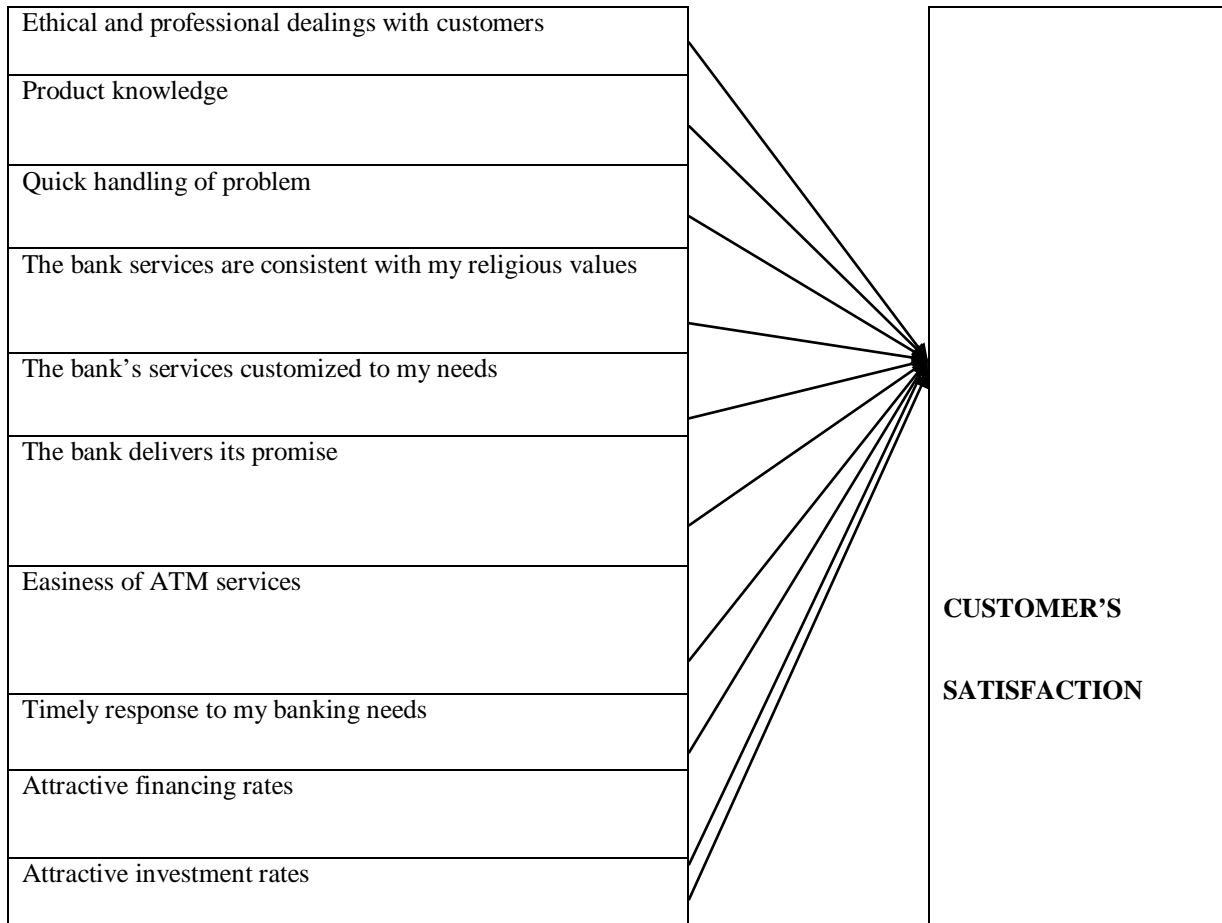 Ethical and professional dealings with customers
Product knowledge
Quick handling of problem
The bank services are consistent with my religious values
The bank’s services customized to my needs
The bank delivers its promise
Easiness of ATM services
Timely response to my banking needs
Attractive financing rates
Attractive investment rates
CUSTOMER’S
SATISFACTION